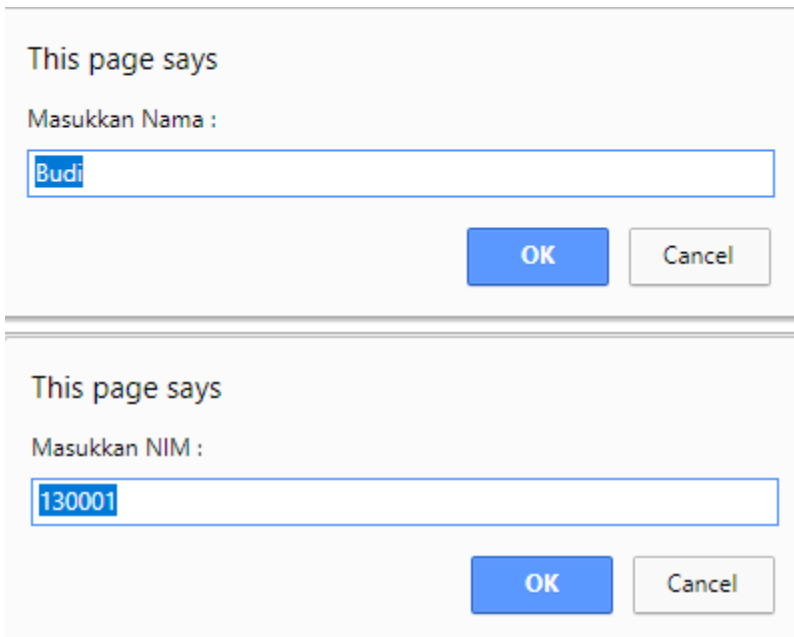 This page says
Masukkan Nama :
Budi
OK Cancel
This page says
Masukkan NIM :
130001
OK Cancel